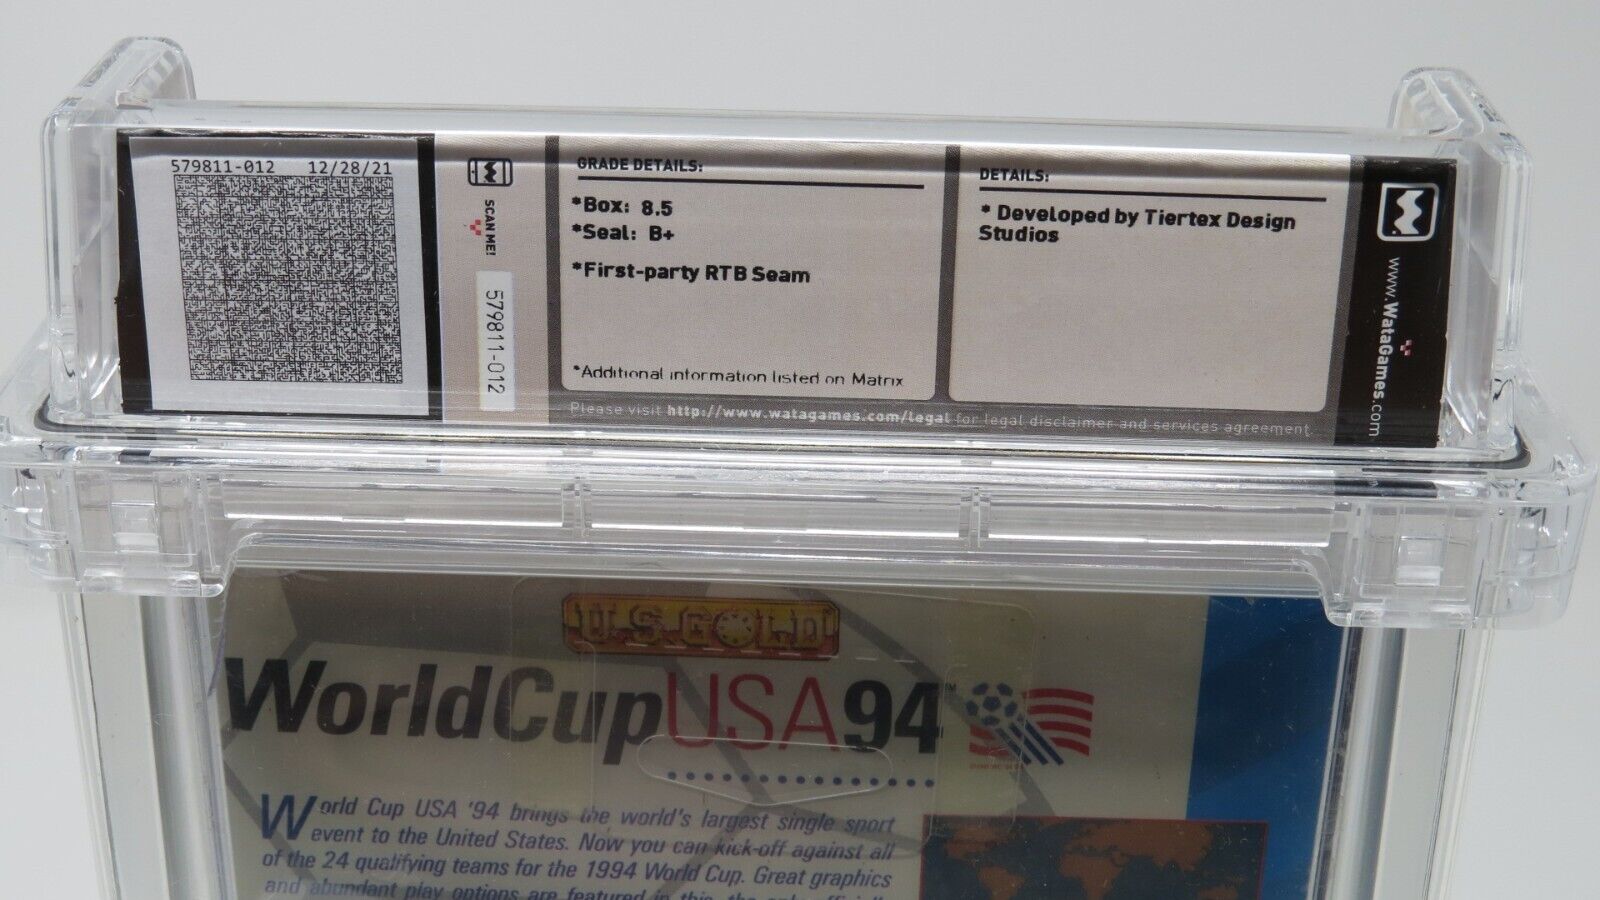 579811-012 12/28/21
SCAN ME!
579811-012
GRADE DETAILS:
*Box: 8.5
*Seal: B+
*First-party RTB Seam
*Additional information listed on Matrix
DETAILS:
* Developed by Tiertex Design
Studios
Please visit http://www.watagames.com/legal for legal disclaimer and services agreement.
www.WataGames.com
U.S. GOLD
WorldCupUSA94™
World Cup USA '94 brings the world's largest single sport
event to the United States. Now you can kick-off against all
of the 24 qualifying teams for the 1994 World Cup. Great graphics
and abundant play options are featured in this, the only